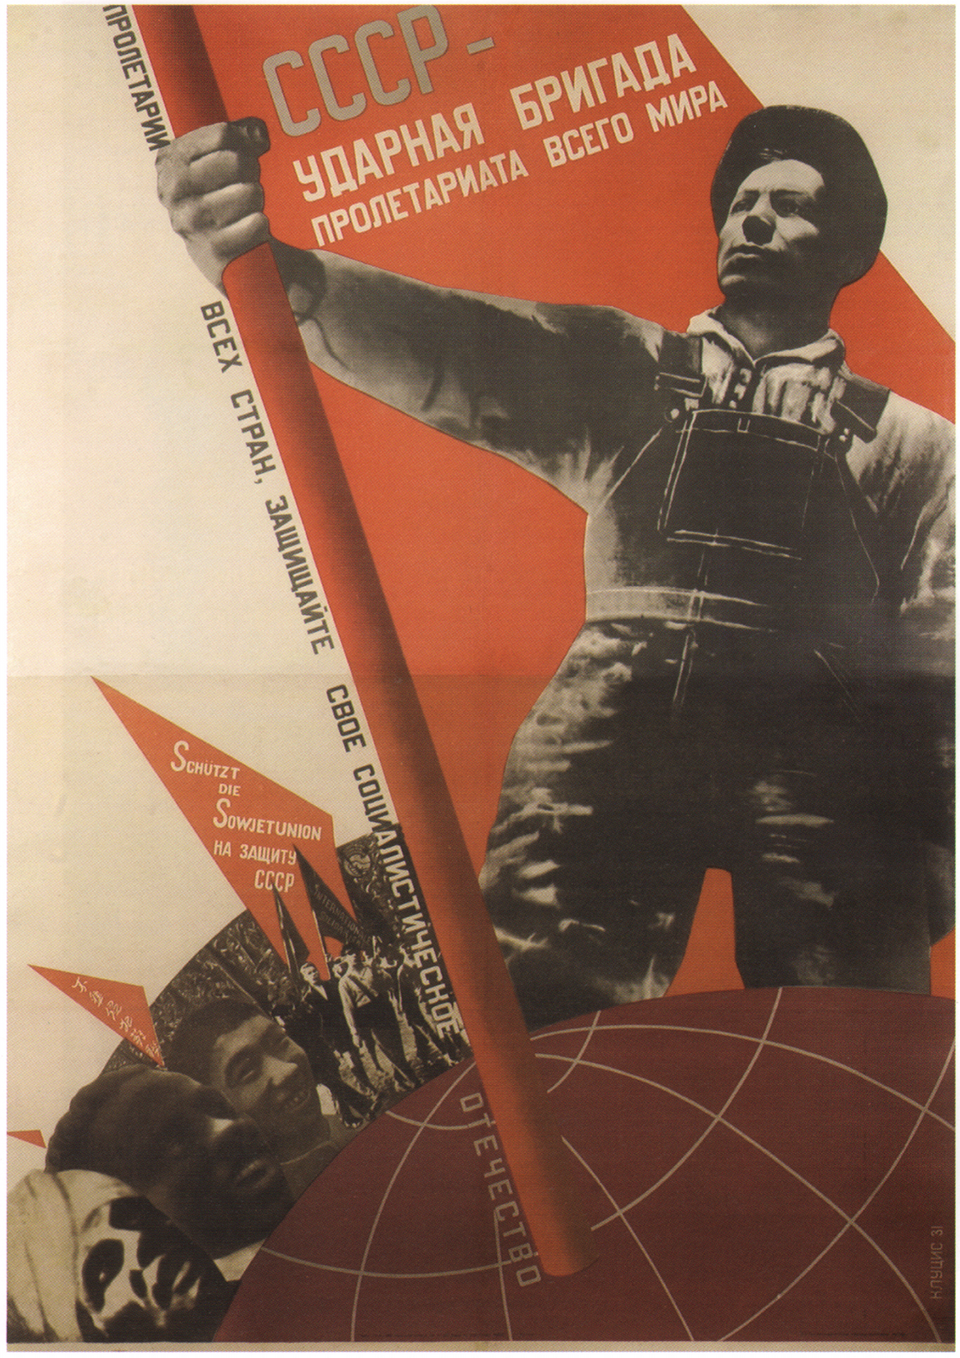 СССР –
УДАРНАЯ БРИГАДА
ПРОЛЕТАРИАТА ВСЕГО МИРА
ПРОЛЕТАРИИ ВСЕХ СТРАН, ЗАЩИЩАЙТЕ СВОЕ СОЦИАЛИСТИЧЕСКОЕ ОТЕЧЕСТВО
SCHÜTZT
DIE
SOWJETUNION
НА ЗАЩИТУ
СССР
КЛУЦИС 31